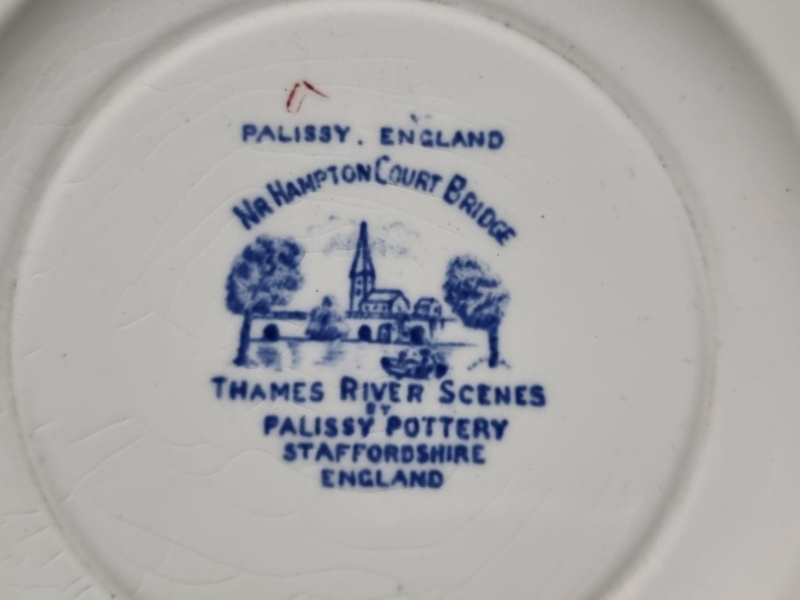 PALISSY. ENGLAND
NR HAMPTON COURT BRIDGE
THAMES RIVER SCENES
BY
PALISSY POTTERY
STAFFORDSHIRE
ENGLAND